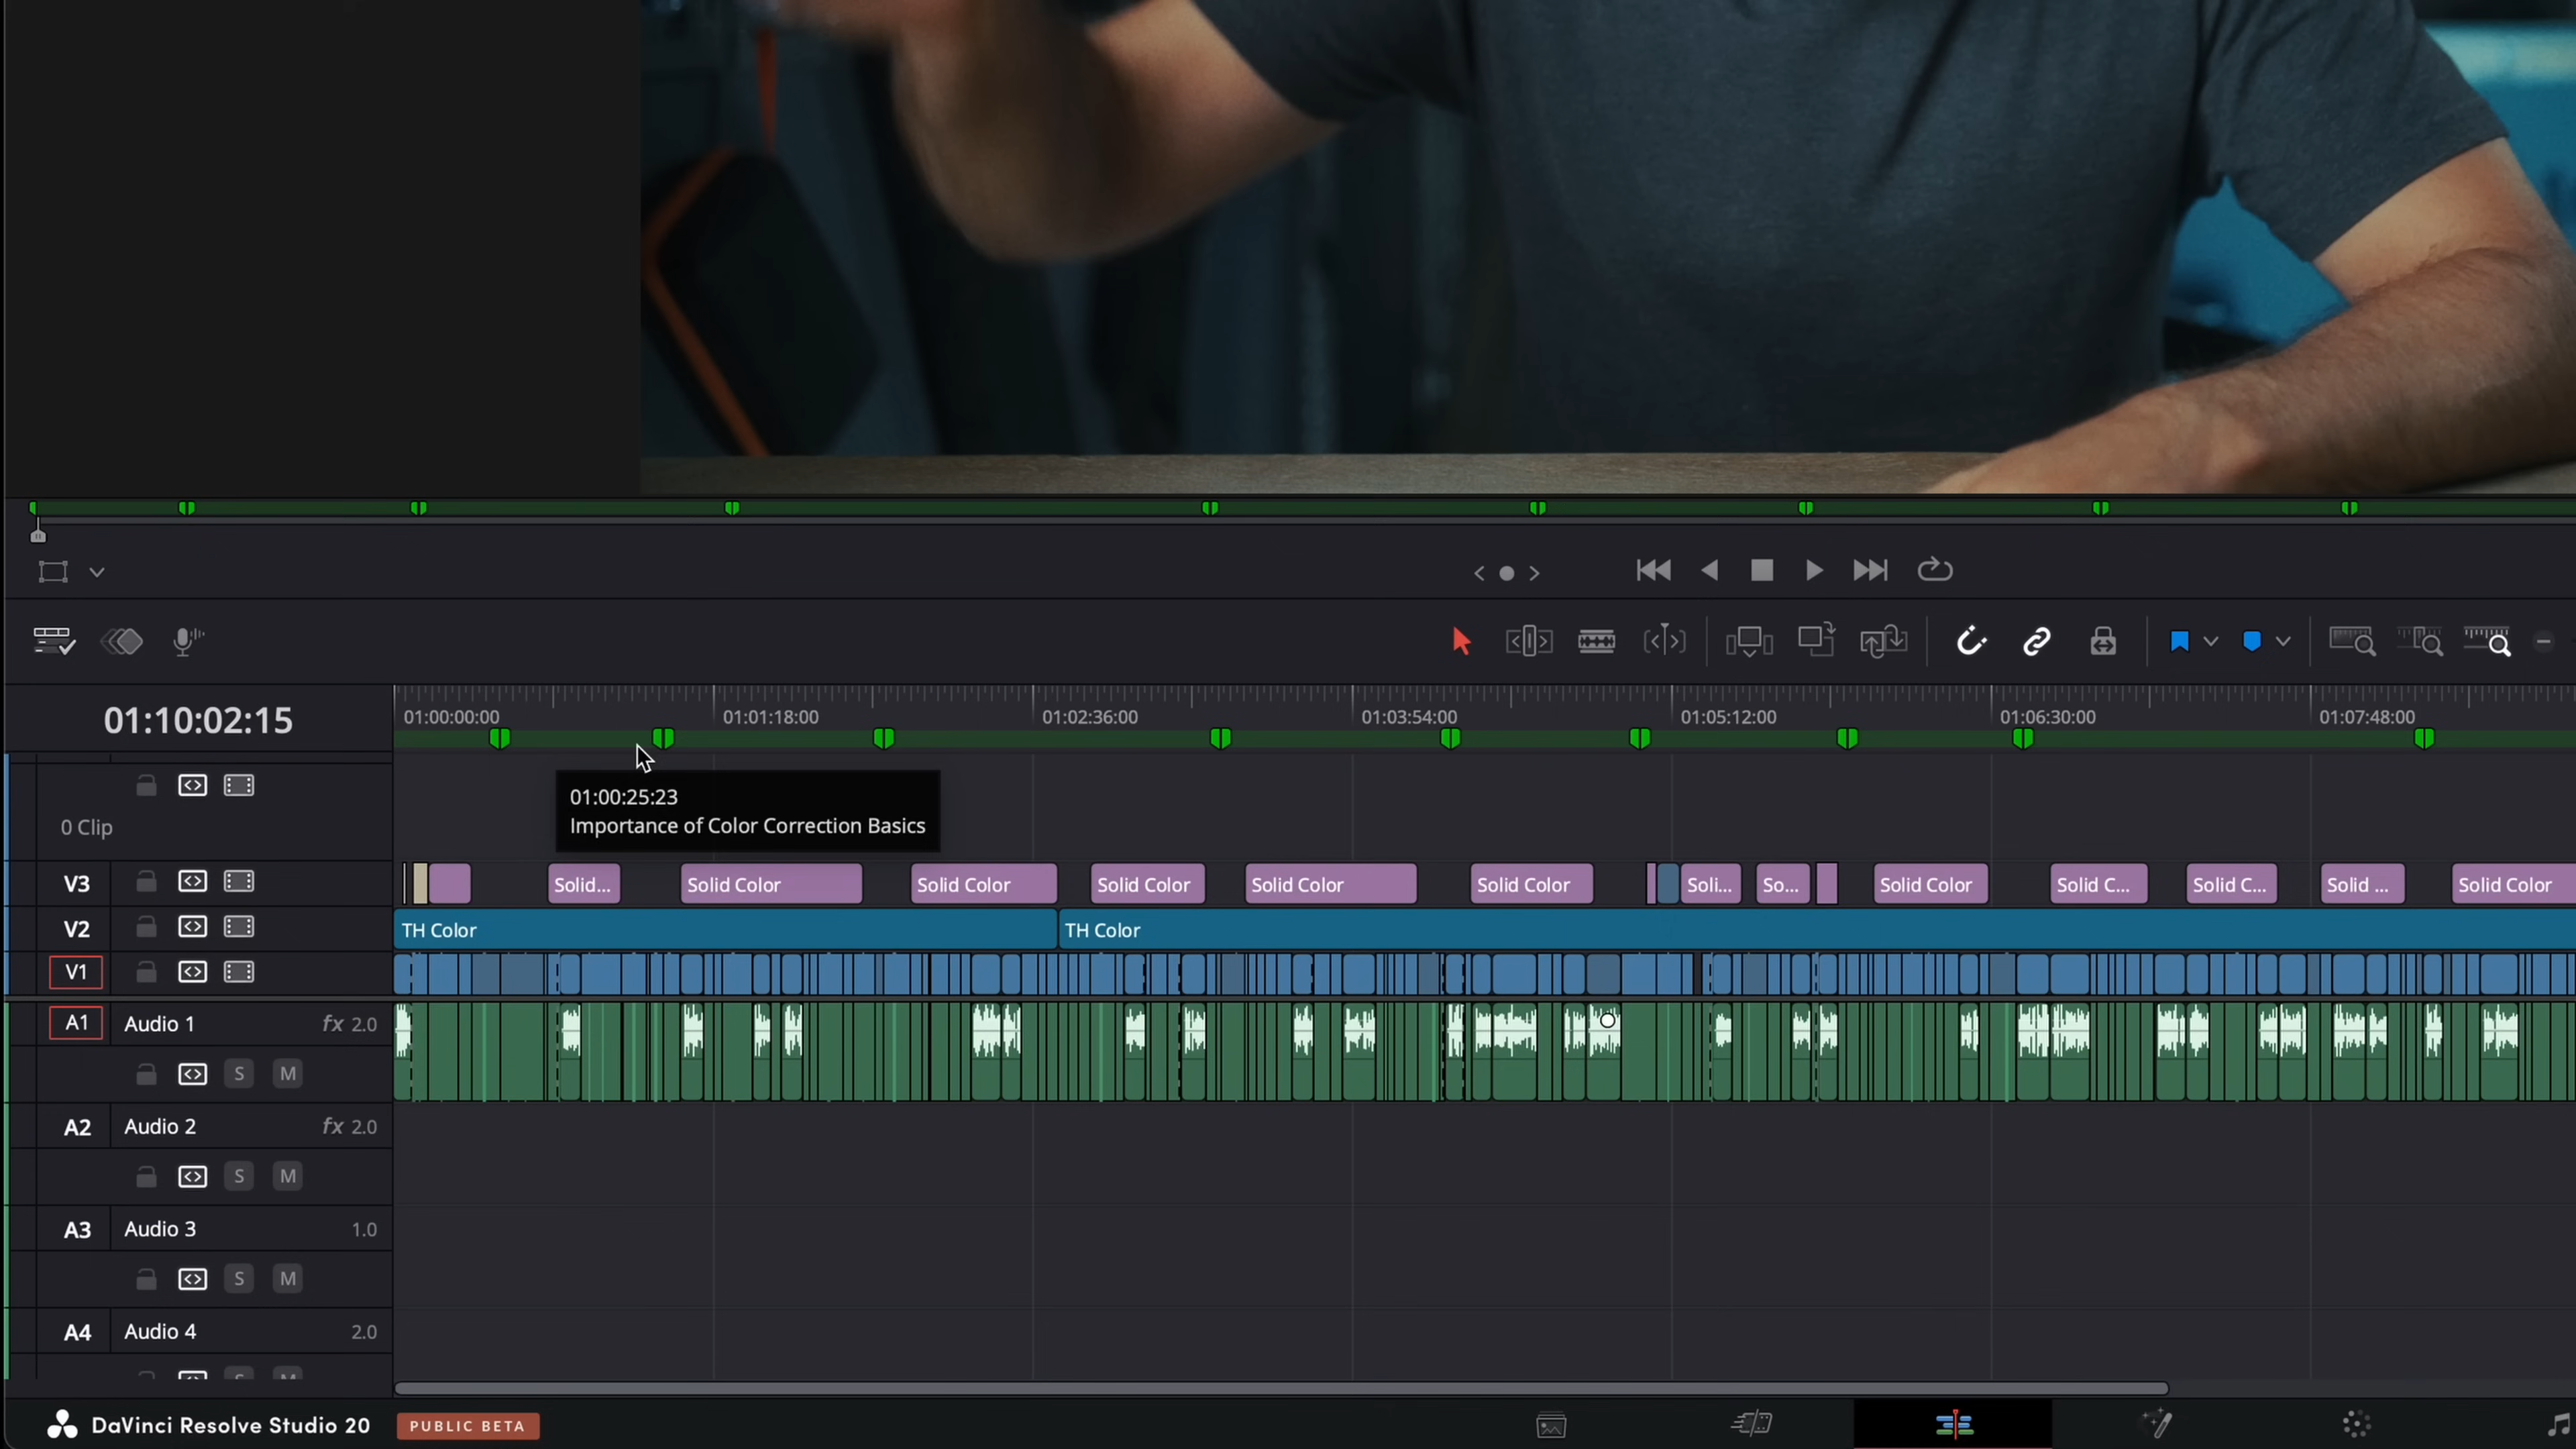 01:10:02:15
01:00:00:00
01:01:18:00
01:02:36:00
01:03:54:00
01:05:12:00
01:06:30:00
01:07:48:00
01:00:25:23
Importance of Color Correction Basics
0 Clip
V3
Solid...
Solid Color
Solid Color
Solid Color
Solid Color
Solid Color
Soli...
So...
Solid Color
Solid C...
Solid C...
Solid ...
Solid Color
V2
TH Color
TH Color
V1
A1 Audio 1 fx 2.0
S M
A2 Audio 2 fx 2.0
S M
A3 Audio 3 1.0
S M
A4 Audio 4 2.0
S M
DaVinci Resolve Studio 20 PUBLIC BETA